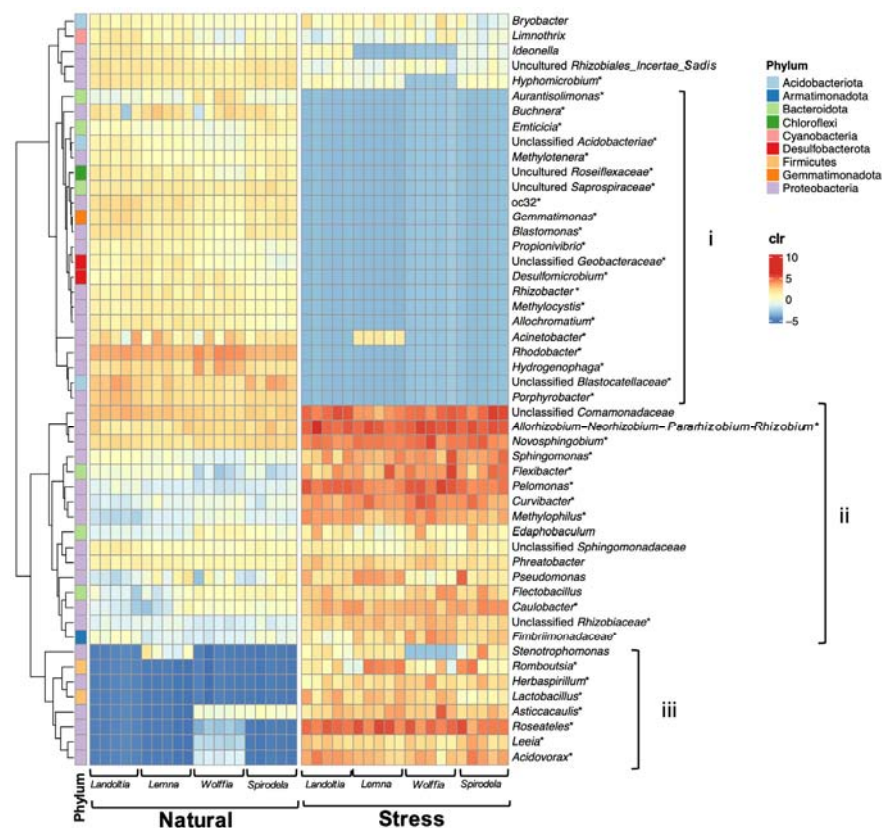 Bryobacter
Limnothrix
Ideonella
Uncultured Rhizobiales_Incertae_Sadis
Hyphomicrobium*
Aurantisolimonas*
Buchnera*
Emticicia*
Unclassified Acidobacteriae*
Methylotenera*
Uncultured Roseiflexaceae*
Uncultured Saprospiraceae*
oc32*
Gemmatimonas*
Blastomonas*
Propionivibrio*
Unclassified Geobacteraceae*
Desulfomicrobium*
Rhizobacter*
Methylocystis*
Allochromatium*
Acinetobacter*
Rhodobacter*
Hydrogenophaga*
Unclassified Blastocatellaceae*
Porphyrobacter*
Unclassified Comamonadaceae
Allorhizobium-Neorhizobium-Pararhizobium-Rhizobium*
Novosphingobium*
Sphingomonas*
Flexibacter*
Pelomonas*
Curvibacter*
Methylophilus*
Edaphobaculum
Unclassified Sphingomonadaceae
Phreatobacter
Pseudomonas
Flectobacillus
Caulobacter*
Unclassified Rhizobiaceae*
Fimbriimonadaceae*
Stenotrophomonas
Romboutsia*
Herbaspirillum*
Lactobacillus*
Asticcacaulis*
Roseateles*
Leeia*
Acidovorax*
i
ii
iii
Phylum
Acidobacteriota
Armatimonadota
Bacteroidota
Chloroflexi
Cyanobacteria
Desulfobacterota
Firmicutes
Gemmatimonadota
Proteobacteria
clr
10
5
0
-5
Phylum
Landoltia Lemna Wolffia Spirodela Landoltia Lemna Wolffia Spirodela
Natural Stress